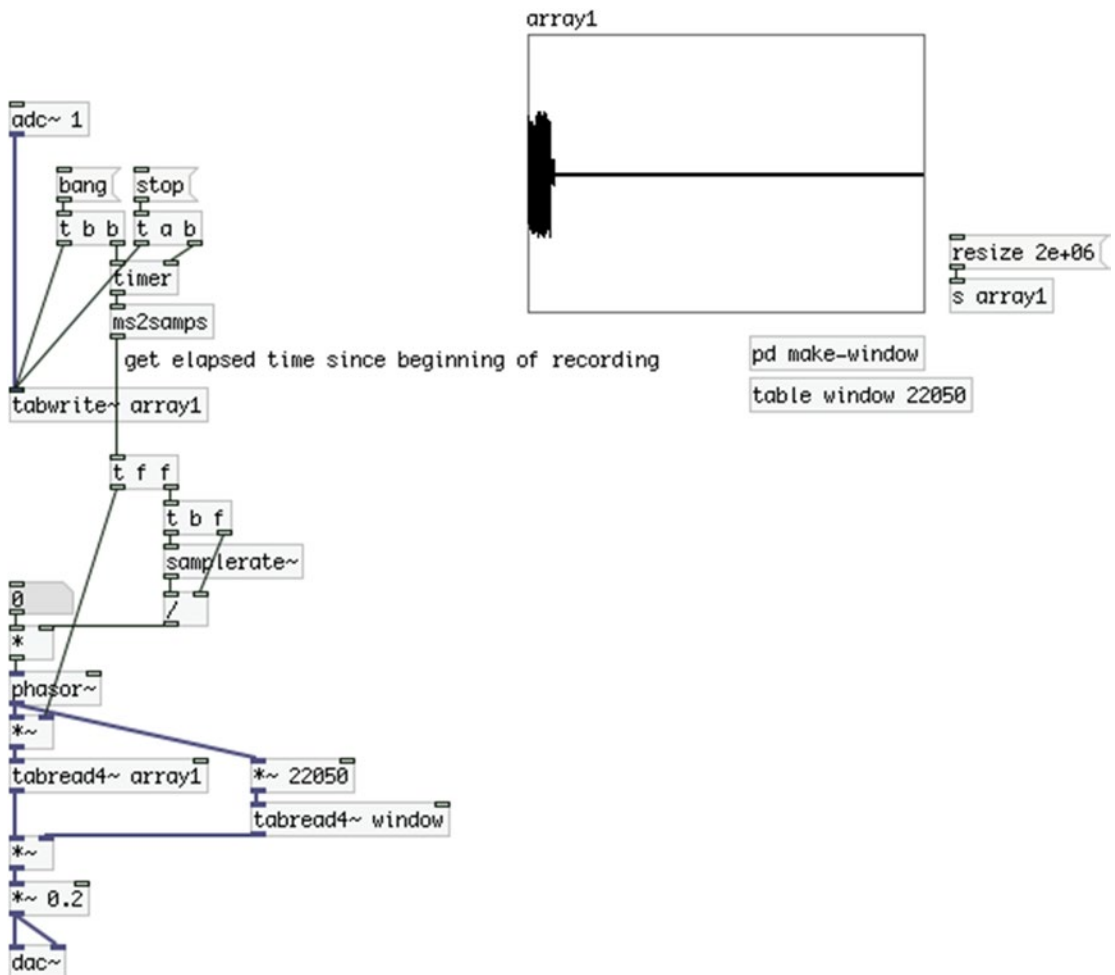 array1
adc~ 1
bang
stop
t b b
t a b
timer
resize 2e+06
s array1
ms2samps
get elapsed time since beginning of recording
pd make-window
table window 22050
tabwrite~ array1
t f f
t b f
samplerate~
0
/
*
phasor~
*~
tabread4~ array1
*~ 22050
tabread4~ window
*~
*~ 0.2
dac~